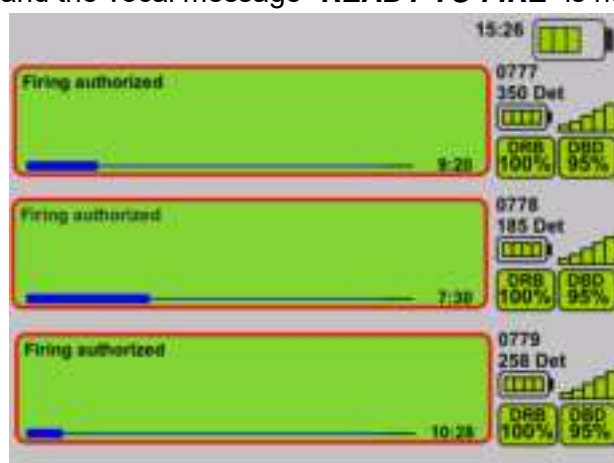 and the vocal message "READY TO FIRE" is
15:26
Firing authorized
9:20
0777
350 Det
DRB 100%
DBD 95%
Firing authorized
7:30
0778
185 Det
DRB 100%
DBD 95%
Firing authorized
10:28
0779
258 Det
DRB 100%
DBD 95%